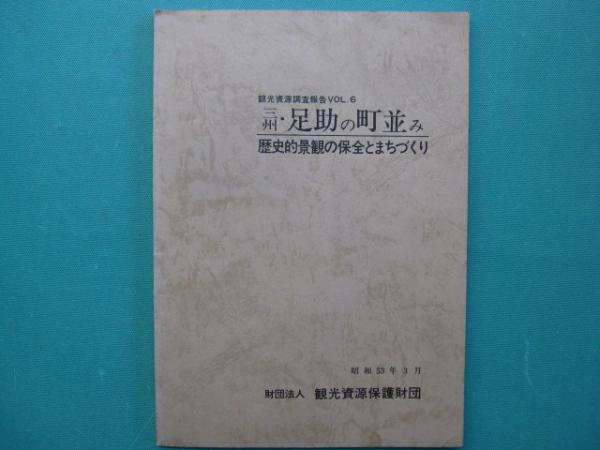 観光資源調査報告VOL.6
三州・足助の町並み
歴史的景観の保全とまちづくり
昭和53年3月
財団法人 観光資源保護財団